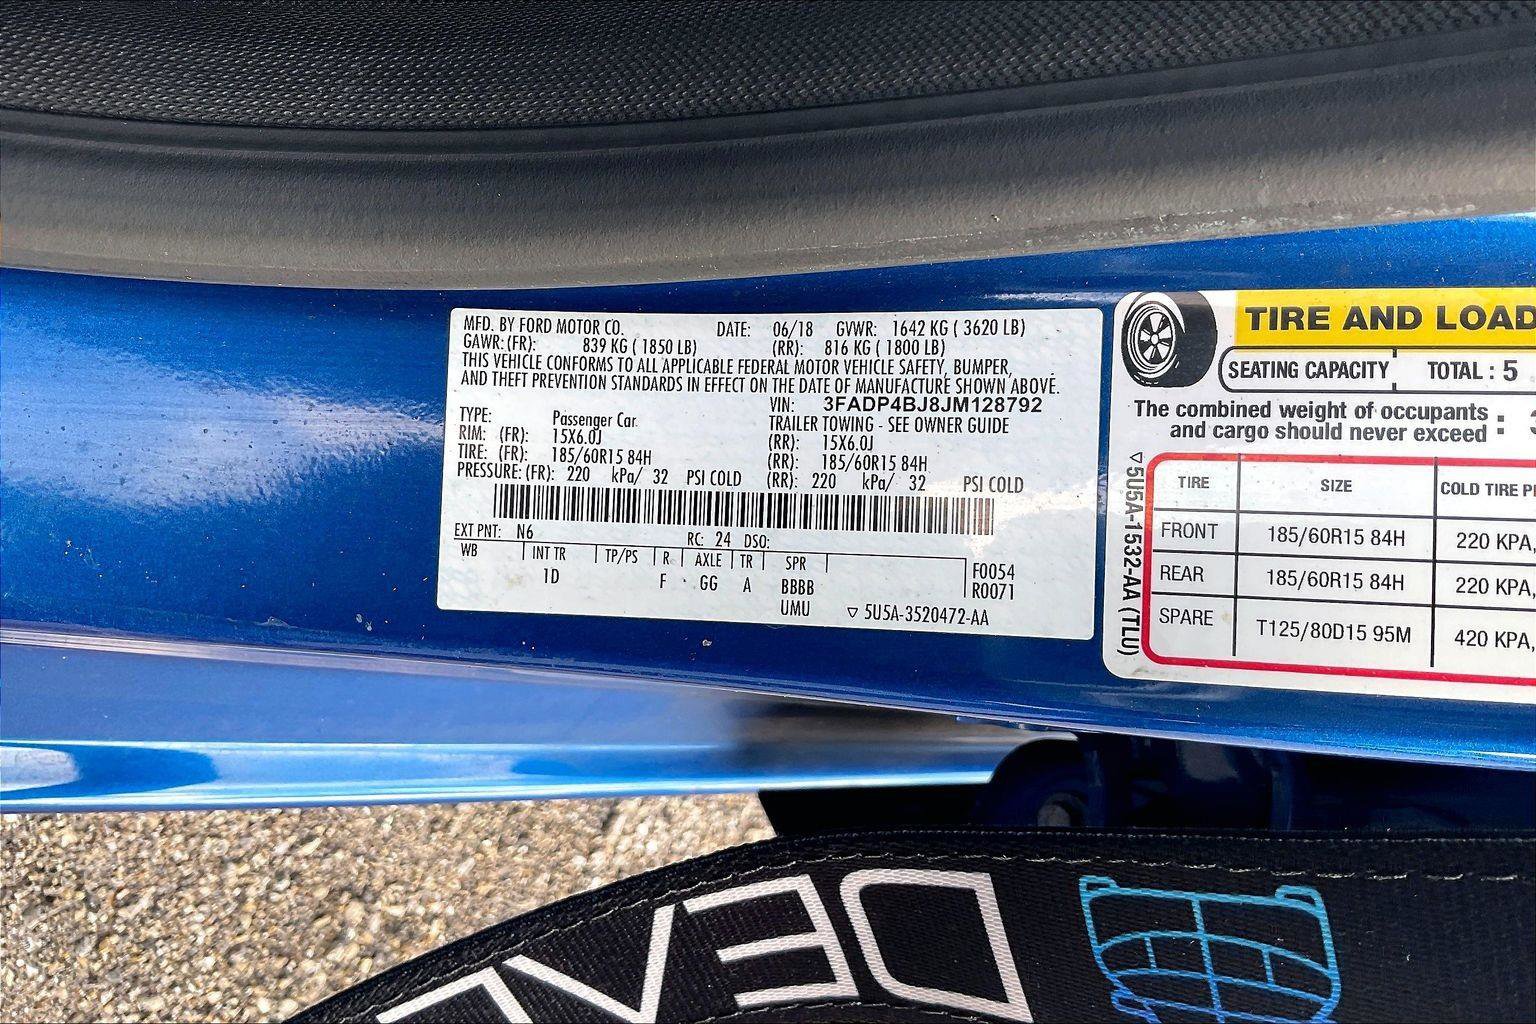 MFD. BY FORD MOTOR CO. DATE: 06/18 GVWR: 1642 KG ( 3620 LB)
GAWR:(FR): 839 KG ( 1850 LB) (RR): 816 KG ( 1800 LB)
THIS VEHICLE CONFORMS TO ALL APPLICABLE FEDERAL MOTOR VEHICLE SAFETY, BUMPER,
AND THEFT PREVENTION STANDARDS IN EFFECT ON THE DATE OF MANUFACTURE SHOWN ABOVE.
VIN: 3FADP4BJ8JM128792
TYPE: Passenger Car TRAILER TOWING - SEE OWNER GUIDE
RIM: (FR): 15X6.0J (RR): 15X6.0J
TIRE: (FR): 185/60R15 84H (RR): 185/60R15 84H
PRESSURE: (FR): 220 kPa/ 32 PSI COLD (RR): 220 kPa/ 32 PSI COLD
EXT PNT: N6 RC: 24 DSO:
WB INT TR TP/PS R AXLE TR SPR F0054
1D F GG A BBBB R0071
UMU ▽ 5U5A-3520472-AA
TIRE AND LOAD
SEATING CAPACITY TOTAL : 5
The combined weight of occupants
and cargo should never exceed :
▽5U5A-1532-AA (TLU)
TIRE SIZE COLD TIRE
FRONT 185/60R15 84H 220 KPA,
REAR 185/60R15 84H 220 KPA,
SPARE T125/80D15 95M 420 KPA,
DEAL